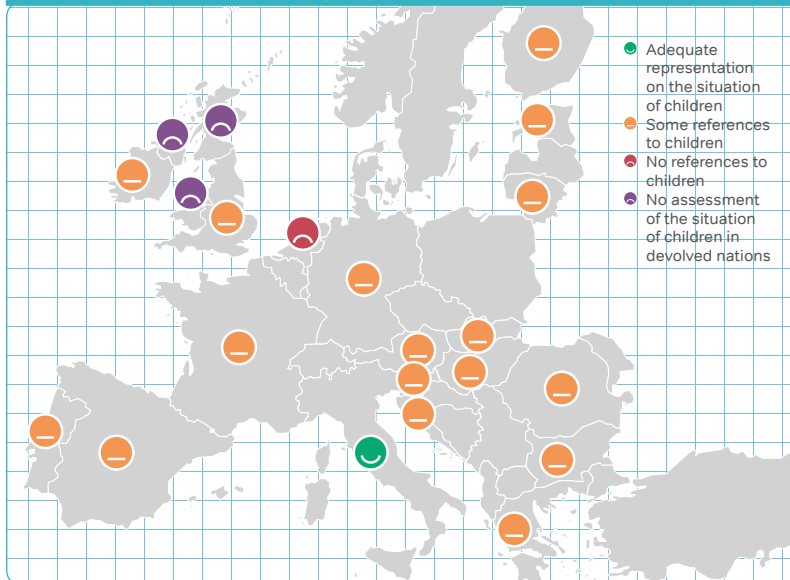 Adequate
representation
on the situation
of children
Some references
to children
No references to
children
No assessment
of the situation
of children in
devolved nations